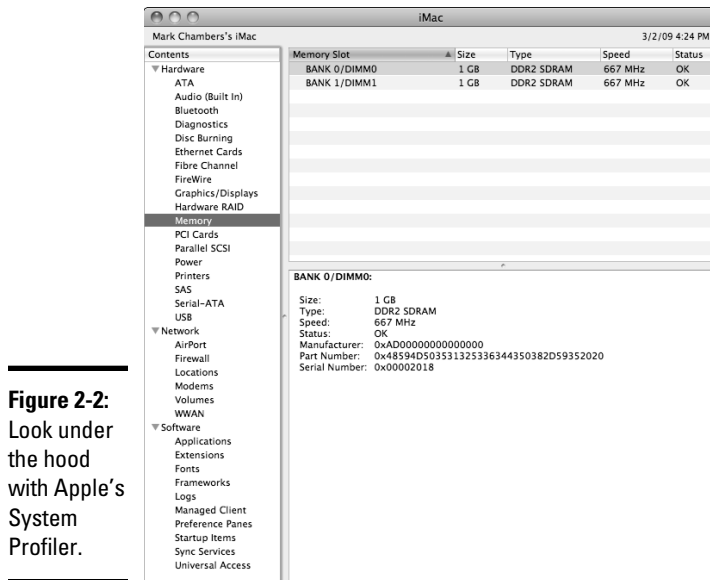 iMac
Mark Chambers's iMac 3/2/09 4:24 PM
Contents
Hardware
ATA
Audio (Built In)
Bluetooth
Diagnostics
Disc Burning
Ethernet Cards
Fibre Channel
FireWire
Graphics/Displays
Hardware RAID
Memory
PCI Cards
Parallel SCSI
Power
Printers
SAS
Serial-ATA
USB
Network
AirPort
Firewall
Locations
Modems
Volumes
WWAN
Software
Applications
Extensions
Fonts
Frameworks
Logs
Managed Client
Preference Panes
Startup Items
Sync Services
Universal Access
Memory Slot Size Type Speed Status
BANK 0/DIMM0 1 GB DDR2 SDRAM 667 MHz OK
BANK 1/DIMM1 1 GB DDR2 SDRAM 667 MHz OK
BANK 0/DIMM0:
Size: 1 GB
Type: DDR2 SDRAM
Speed: 667 MHz
Status: OK
Manufacturer: 0xAD00000000000000
Part Number: 0x48594D503531325336344350382D59352020
Serial Number: 0x00002018
Figure 2-2:
Look under
the hood
with Apple's
System
Profiler.